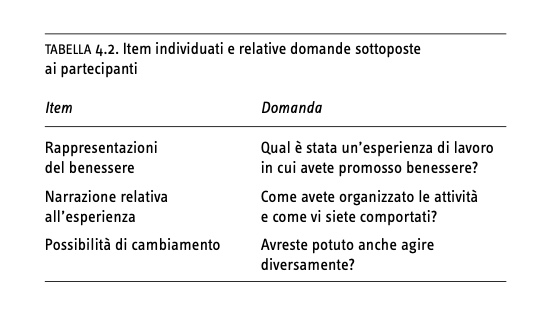 TABELLA 4.2. Item individuati e relative domande sottoposte
ai partecipanti
Item Domanda
Rappresentazioni Qual è stata un'esperienza di lavoro
del benessere in cui avete promosso benessere?
Narrazione relativa Come avete organizzato le attività
all'esperienza e come vi siete comportati?
Possibilità di cambiamento Avreste potuto anche agire
diversamente?